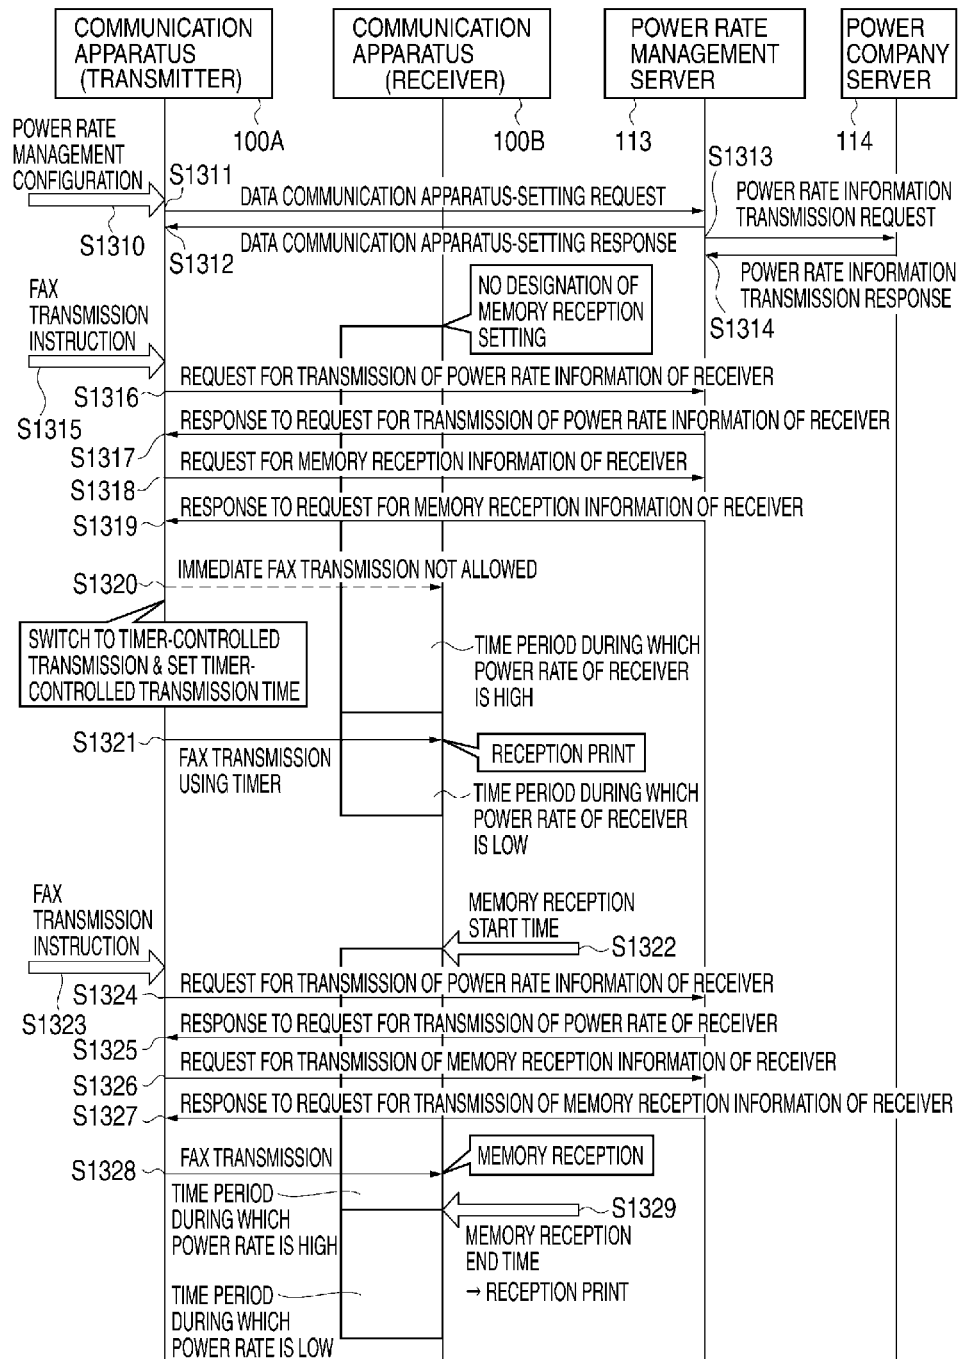 COMMUNICATION
APPARATUS
(TRANSMITTER)
COMMUNICATION
APPARATUS
(RECEIVER)
POWER RATE
MANAGEMENT
SERVER
POWER
COMPANY
SERVER
100A
100B
113
114
POWER RATE
MANAGEMENT
CONFIGURATION
S1310
S1311
DATA COMMUNICATION APPARATUS-SETTING REQUEST
S1313
POWER RATE INFORMATION
TRANSMISSION REQUEST
S1312
DATA COMMUNICATION APPARATUS-SETTING RESPONSE
POWER RATE INFORMATION
TRANSMISSION RESPONSE
S1314
NO DESIGNATION OF
MEMORY RECEPTION
SETTING
FAX
TRANSMISSION
INSTRUCTION
S1315
S1316
REQUEST FOR TRANSMISSION OF POWER RATE INFORMATION OF RECEIVER
RESPONSE TO REQUEST FOR TRANSMISSION OF POWER RATE INFORMATION OF RECEIVER
S1317
REQUEST FOR MEMORY RECEPTION INFORMATION OF RECEIVER
S1318
RESPONSE TO REQUEST FOR MEMORY RECEPTION INFORMATION OF RECEIVER
S1319
IMMEDIATE FAX TRANSMISSION NOT ALLOWED
S1320
SWITCH TO TIMER-CONTROLLED
TRANSMISSION & SET TIMER-
CONTROLLED TRANSMISSION TIME
TIME PERIOD DURING WHICH
POWER RATE OF RECEIVER
IS HIGH
S1321
FAX TRANSMISSION
USING TIMER
RECEPTION PRINT
TIME PERIOD DURING WHICH
POWER RATE OF RECEIVER
IS LOW
FAX
TRANSMISSION
INSTRUCTION
S1323
MEMORY RECEPTION
START TIME
S1322
REQUEST FOR TRANSMISSION OF POWER RATE INFORMATION OF RECEIVER
S1324
RESPONSE TO REQUEST FOR TRANSMISSION OF POWER RATE OF RECEIVER
S1325
REQUEST FOR TRANSMISSION OF MEMORY RECEPTION INFORMATION OF RECEIVER
S1326
RESPONSE TO REQUEST FOR TRANSMISSION OF MEMORY RECEPTION INFORMATION OF RECEIVER
S1327
FAX TRANSMISSION
S1328
MEMORY RECEPTION
TIME PERIOD
DURING WHICH
POWER RATE IS HIGH
S1329
MEMORY RECEPTION
END TIME
→ RECEPTION PRINT
TIME PERIOD
DURING WHICH
POWER RATE IS LOW